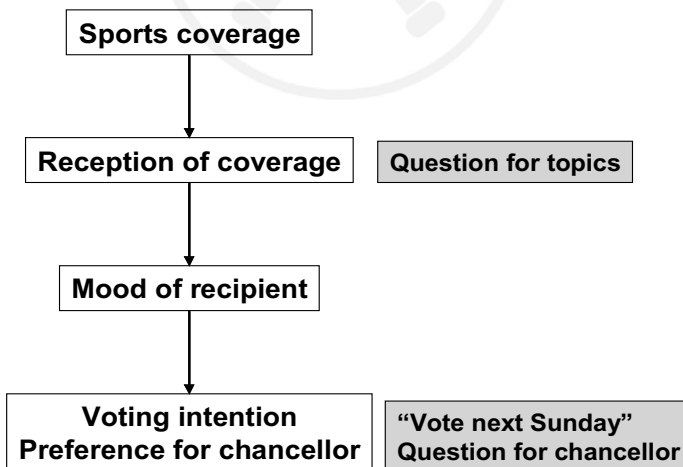 Sports coverage
Reception of coverage
Question for topics
Mood of recipient
Voting intention
Preference for chancellor
“Vote next Sunday”
Question for chancellor